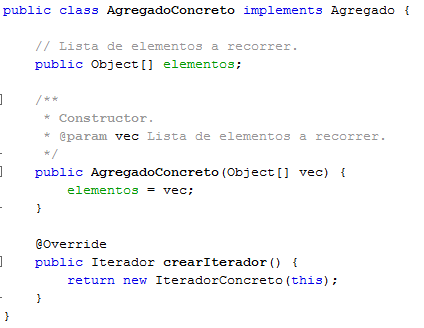 public class AgregadoConcreto implements Agregado {
// Lista de elementos a recorrer.
public Object[] elementos;
/**
* Constructor.
* @param vec Lista de elementos a recorrer.
*/
public AgregadoConcreto(Object[] vec) {
elementos = vec;
}
@Override
public Iterador crearIterador() {
return new IteradorConcreto(this);
}
}